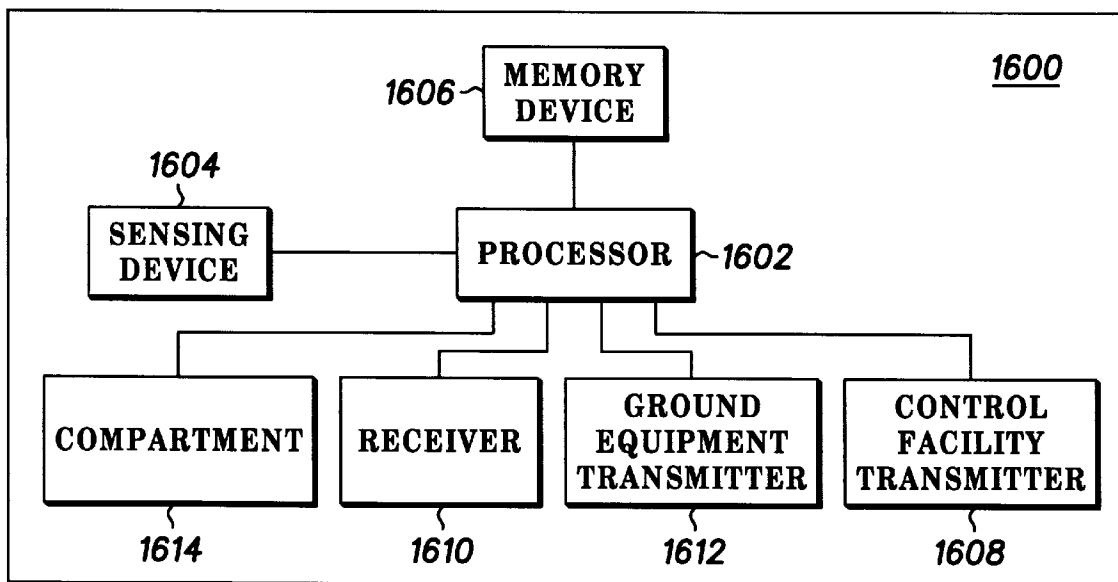 MEMORY
DEVICE
1606
1600
1604
SENSING
DEVICE
PROCESSOR
1602
COMPARTMENT
RECEIVER
GROUND
EQUIPMENT
TRANSMITTER
CONTROL
FACILITY
TRANSMITTER
1614
1610
1612
1608